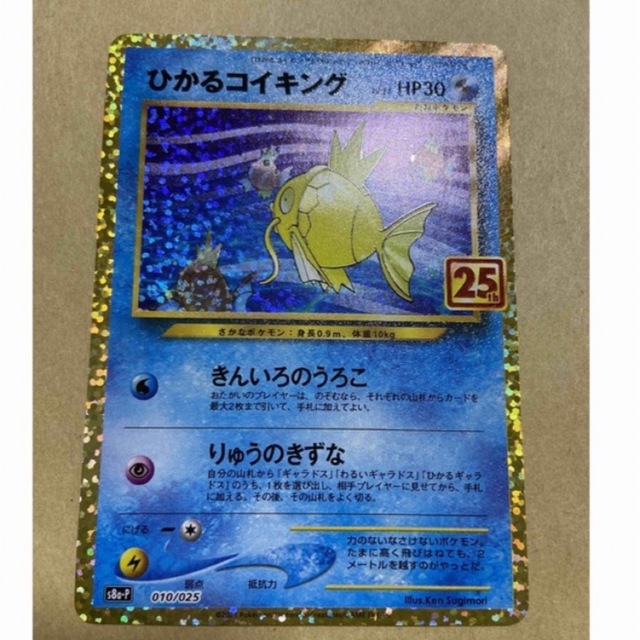 ひかるコイキング HP30
たねポケモン
25th
さかなポケモン：身長0.9m、体重10kg
きんいろのうろこ
おたがいのプレイヤーは、のぞむなら、それぞれの山札からカードを
最大2枚まで引いて、手札に加えてよい。
りゅうのきずな
自分の山札から「ギャラドス」「わるいギャラドス」「ひかるギャラ
ドス」のうち、1枚を選び出し、相手プレイヤーに見せてから、手札
に加える。その後、その山札をよく切る。
にげる
力のないなさけないポケモン。
たまに高く飛びはねても、2
メートルを越すのがやっとだ。
弱点 抵抗力
s8a-P 010/025
Illus.Ken Sugimori